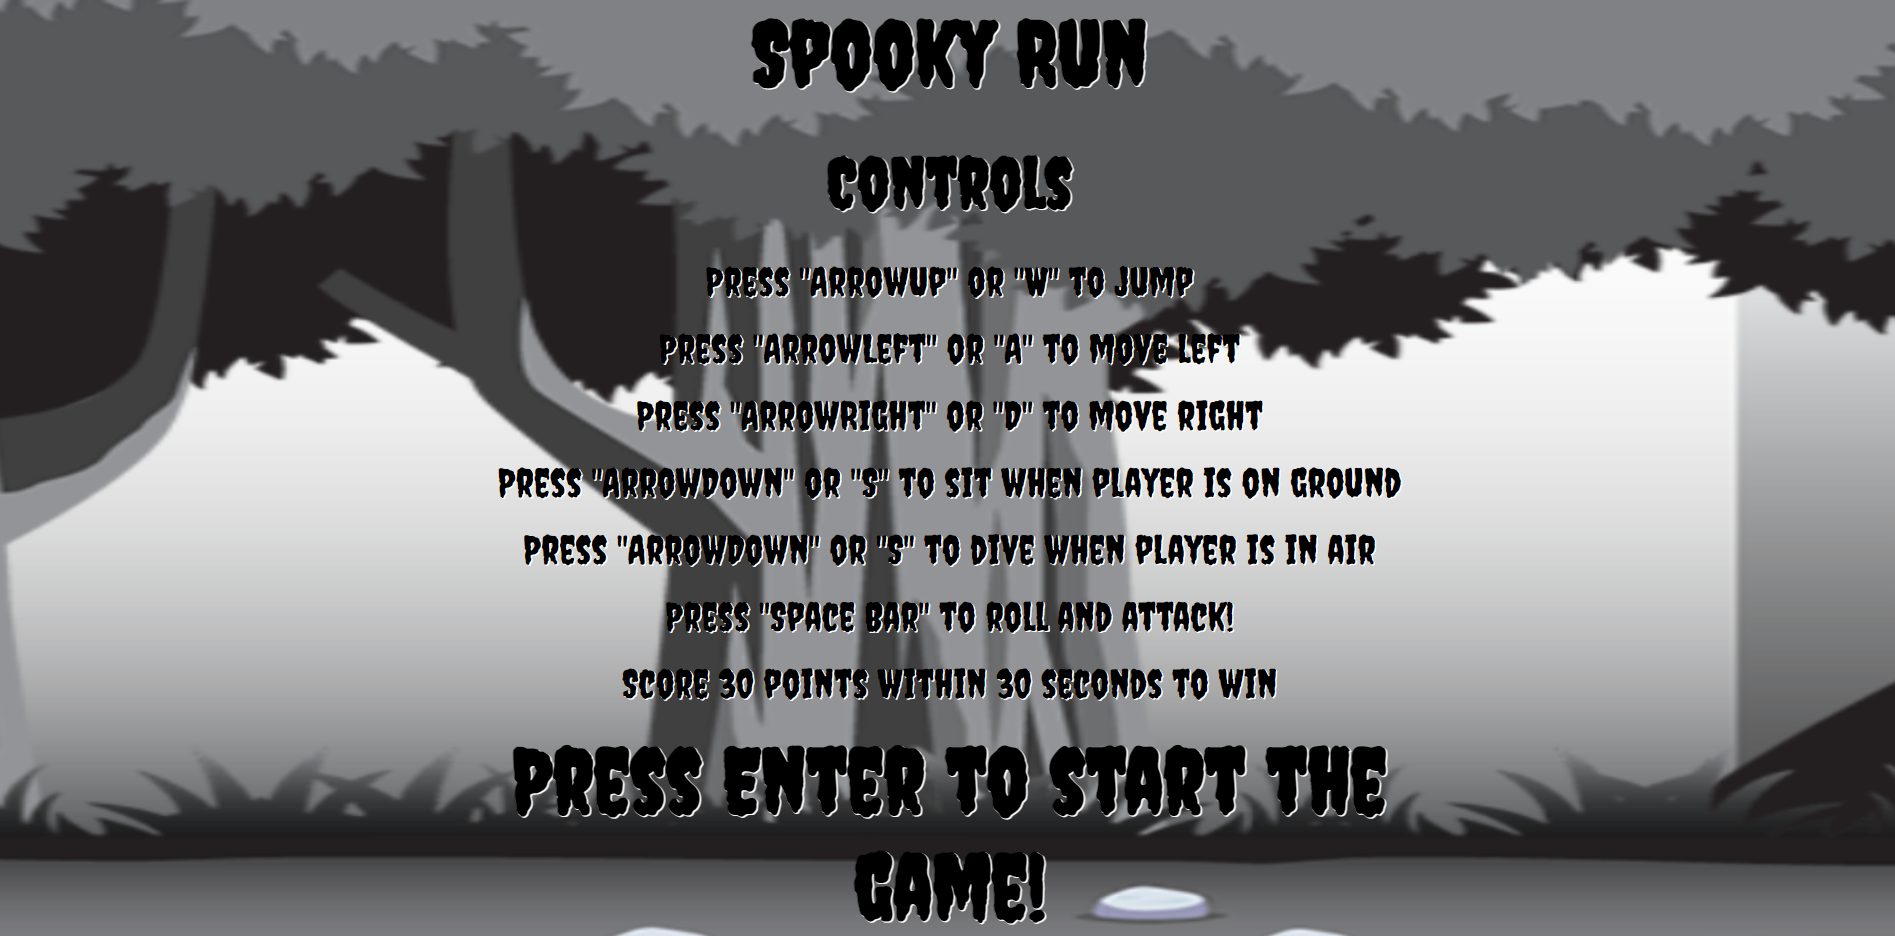 SPOOKY RUN
CONTROLS
PRESS "ARROWUP" OR "W" TO JUMP
PRESS "ARROWLEFT" OR "A" TO MOVE LEFT
PRESS "ARROWRIGHT" OR "D" TO MOVE RIGHT
PRESS "ARROWDOWN" OR "S" TO SIT WHEN PLAYER IS ON GROUND
PRESS "ARROWDOWN" OR "S" TO DIVE WHEN PLAYER IS IN AIR
PRESS "SPACE BAR" TO ROLL AND ATTACK!
SCORE 30 POINTS WITHIN 30 SECONDS TO WIN
PRESS ENTER TO START THE
GAME!